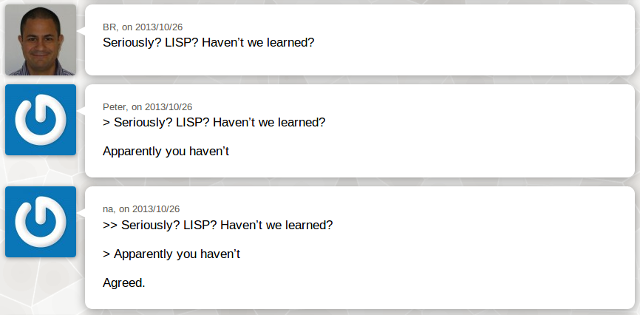 BR, on 2013/10/26
Seriously? LISP? Haven't we learned?
Peter, on 2013/10/26
> Seriously? LISP? Haven't we learned?
Apparently you haven't
na, on 2013/10/26
>> Seriously? LISP? Haven't we learned?
> Apparently you haven't
Agreed.